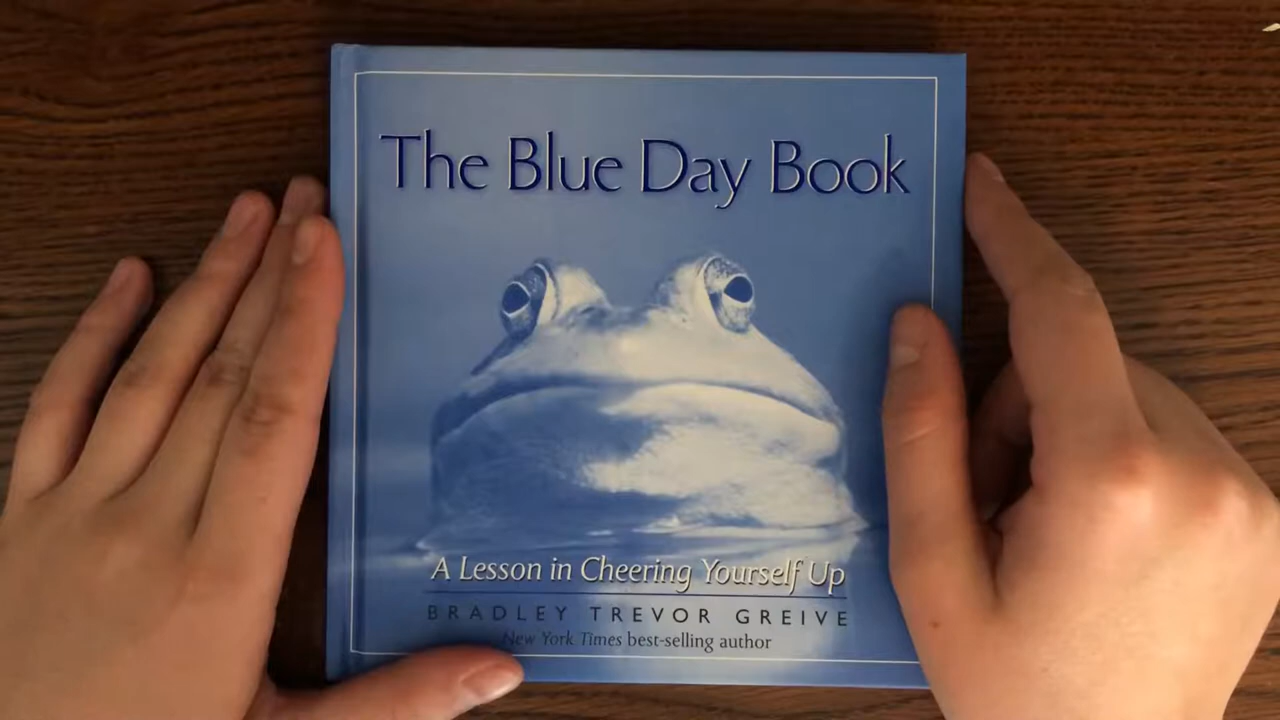 The Blue Day Book
A Lesson in Cheering Yourself Up
BRADLEY TREVOR GREIVE
New York Times best-selling author